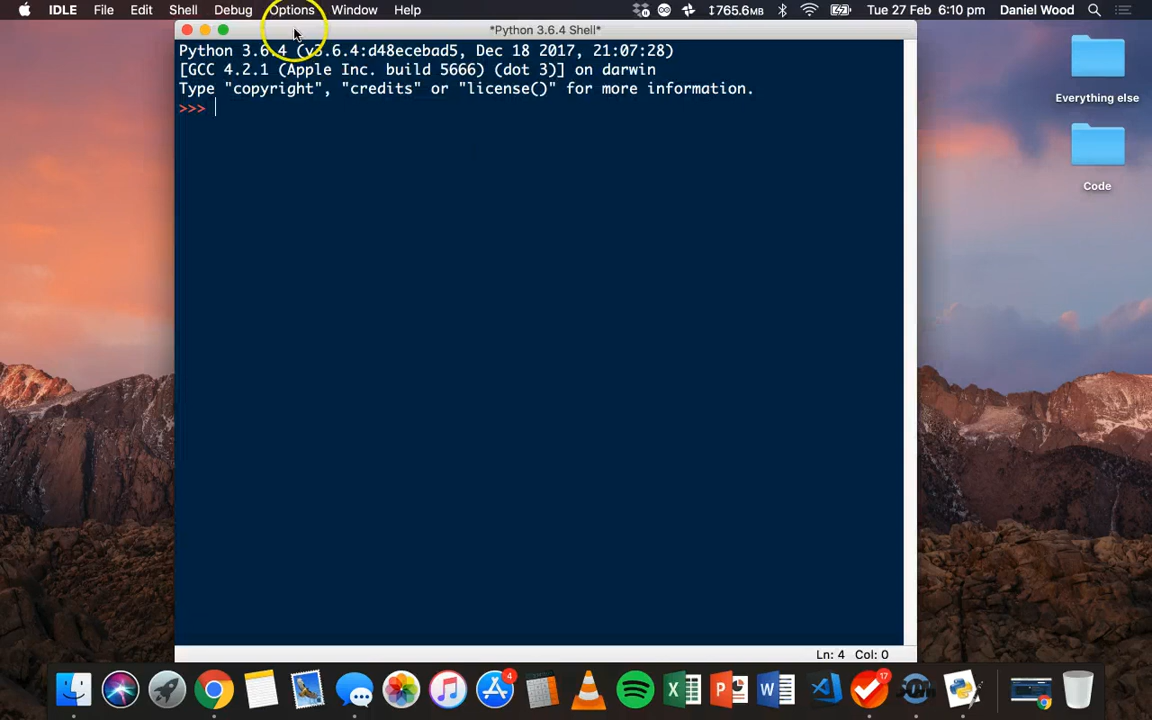 IDLE File Edit Shell Debug Options Window Help 765.6MB Tue 27 Feb 6:10 pm Daniel Wood
*Python 3.6.4 Shell*
Python 3.6.4 (v3.6.4:d48ecebad5, Dec 18 2017, 21:07:28)
[GCC 4.2.1 (Apple Inc. build 5666) (dot 3)] on darwin
Type "copyright", "credits" or "license()" for more information.
>>>
Everything else
Code
Ln: 4 Col: 0
4
17